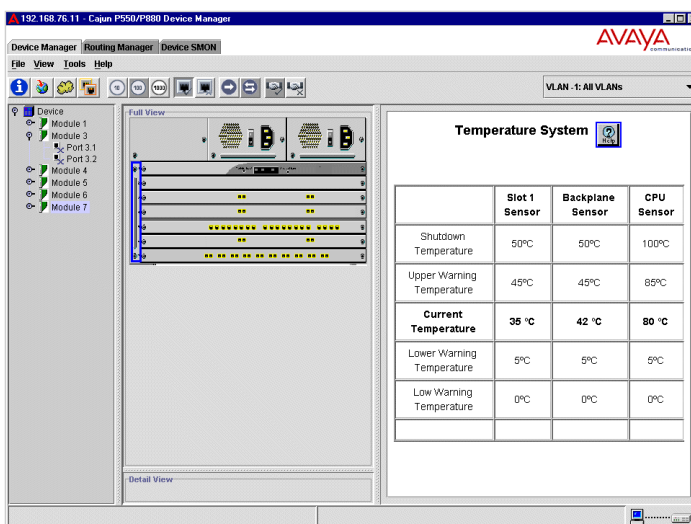 192.168.76.11 - Cajun P550/P880 Device Manager
Device Manager Routing Manager Device SMON
AVAYA
communicatio
File View Tools Help
10 100 1000
VLAN -1: All VLANs
Device
Module 1
Module 3
Port 3.1
Port 3.2
Module 4
Module 5
Module 6
Module 7
Full View
Detail View
Temperature System
Help
Slot 1 Sensor Backplane Sensor CPU Sensor
Shutdown Temperature 50ºC 50ºC 100ºC
Upper Warning Temperature 45ºC 45ºC 85ºC
Current Temperature 35 ºC 42 ºC 80 ºC
Lower Warning Temperature 5ºC 5ºC 5ºC
Low Warning Temperature 0ºC 0ºC 0ºC